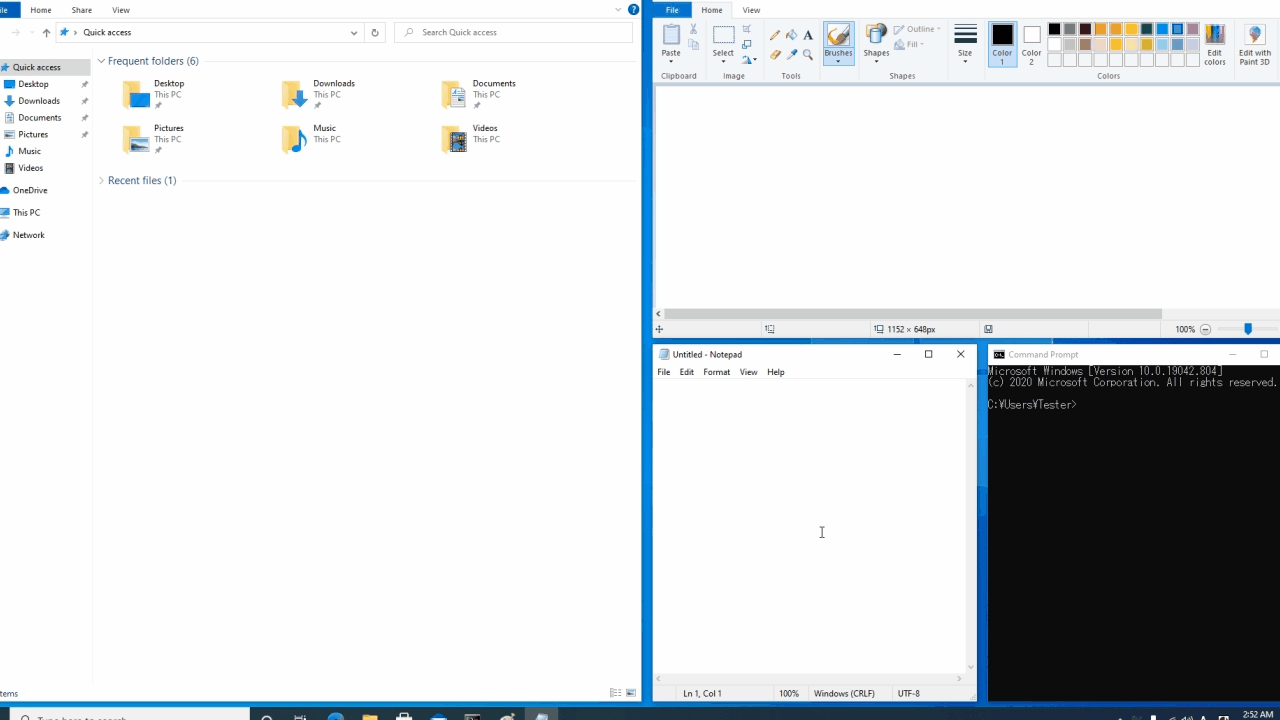 ile Home Share View
Quick access
Search Quick access
Quick access
Desktop
Downloads
Documents
Pictures
Music
Videos
OneDrive
This PC
Network
Frequent folders (6)
Desktop
This PC
Downloads
This PC
Documents
This PC
Pictures
This PC
Music
This PC
Videos
This PC
Recent files (1)
tems
File Home View
Paste
Clipboard
Select
Image
A
Tools
Brushes
Shapes
Outline
Fill
Shapes
Size
Color
1
Color
2
Edit
colors
Colors
Edit with
Paint 3D
1152 × 648px
100%
Untitled - Notepad
File Edit Format View Help
Ln 1, Col 1 100% Windows (CRLF) UTF-8
Command Prompt
Microsoft Windows [Version 10.0.19042.804]
(c) 2020 Microsoft Corporation. All rights reserved.
C:¥Users¥Tester>
Type here to search
2:52 AM